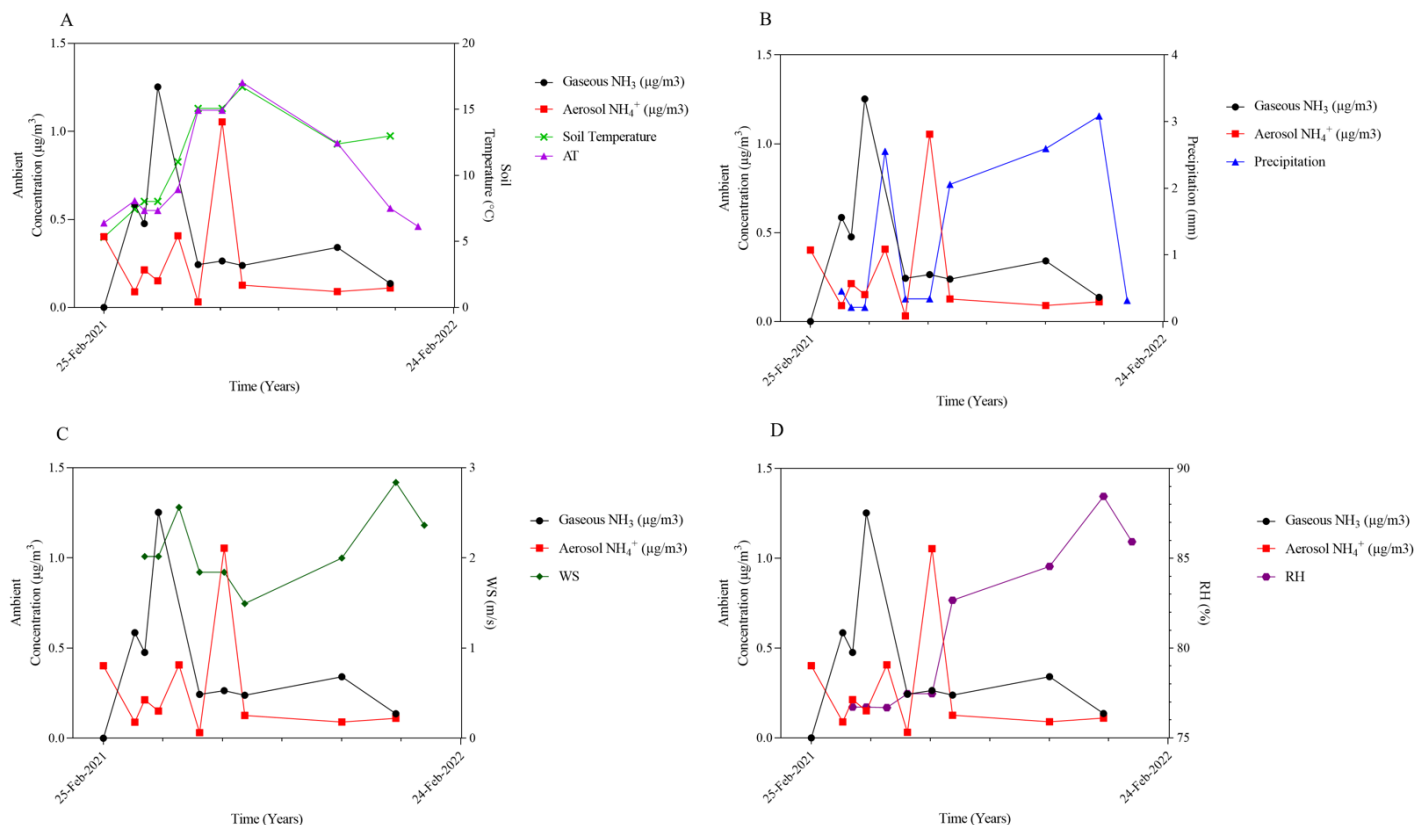 A
1.5
1.0
0.5
0.0
Ambient
Concentration (µg/m³)
20
15
10
5
0
Soil
Temperature (°C)
25-Feb-2021
24-Feb-2022
Time (Years)
Gaseous NH₃ (µg/m3)
Aerosol NH₄⁺ (µg/m3)
Soil Temperature
AT
B
1.5
1.0
0.5
0.0
Ambient
Concentration (µg/m³)
4
3
2
1
0
Precipitation (mm)
25-Feb-2021
24-Feb-2022
Time (Years)
Gaseous NH₃ (µg/m3)
Aerosol NH₄⁺ (µg/m3)
Precipitation
C
1.5
1.0
0.5
0.0
Ambient
Concentration (µg/m³)
3
2
1
0
WS (m/s)
25-Feb-2021
24-Feb-2022
Time (Years)
Gaseous NH₃ (µg/m3)
Aerosol NH₄⁺ (µg/m3)
WS
D
1.5
1.0
0.5
0.0
Ambient
Concentration (µg/m³)
90
85
80
75
RH (%)
25-Feb-2021
24-Feb-2022
Time (Years)
Gaseous NH₃ (µg/m3)
Aerosol NH₄⁺ (µg/m3)
RH